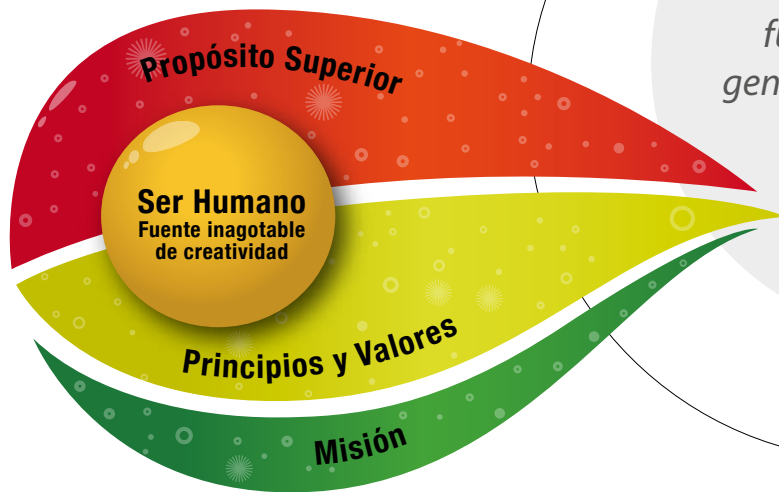 Propósito Superior
Ser Humano
Fuente inagotable
de creatividad
Principios y Valores
Misión